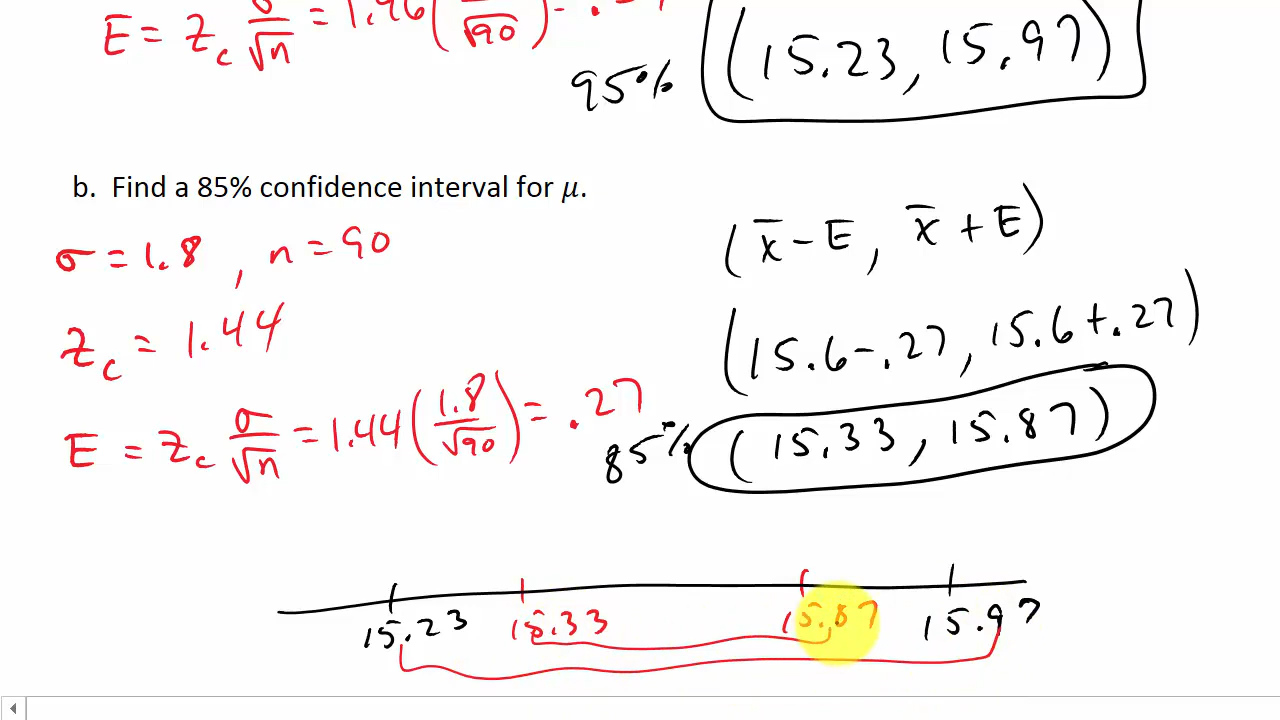 E = Z_c σ/√n = 1.96( /√90) = .
95% (15.23, 15.97)
b. Find a 85% confidence interval for μ.
σ = 1.8, n = 90
(x̄ − E, x̄ + E)
Z_c = 1.44
(15.6 − .27, 15.6 + .27)
E = Z_c σ/√n = 1.44(1.8/√90) = .27
85% (15.33, 15.87)
15.23 15.33 15.87 15.97